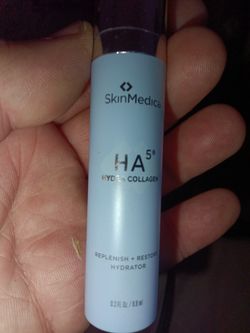 SkinMedica
HA5®
HYDRA COLLAGEN
REPLENISH + RESTORE
HYDRATOR